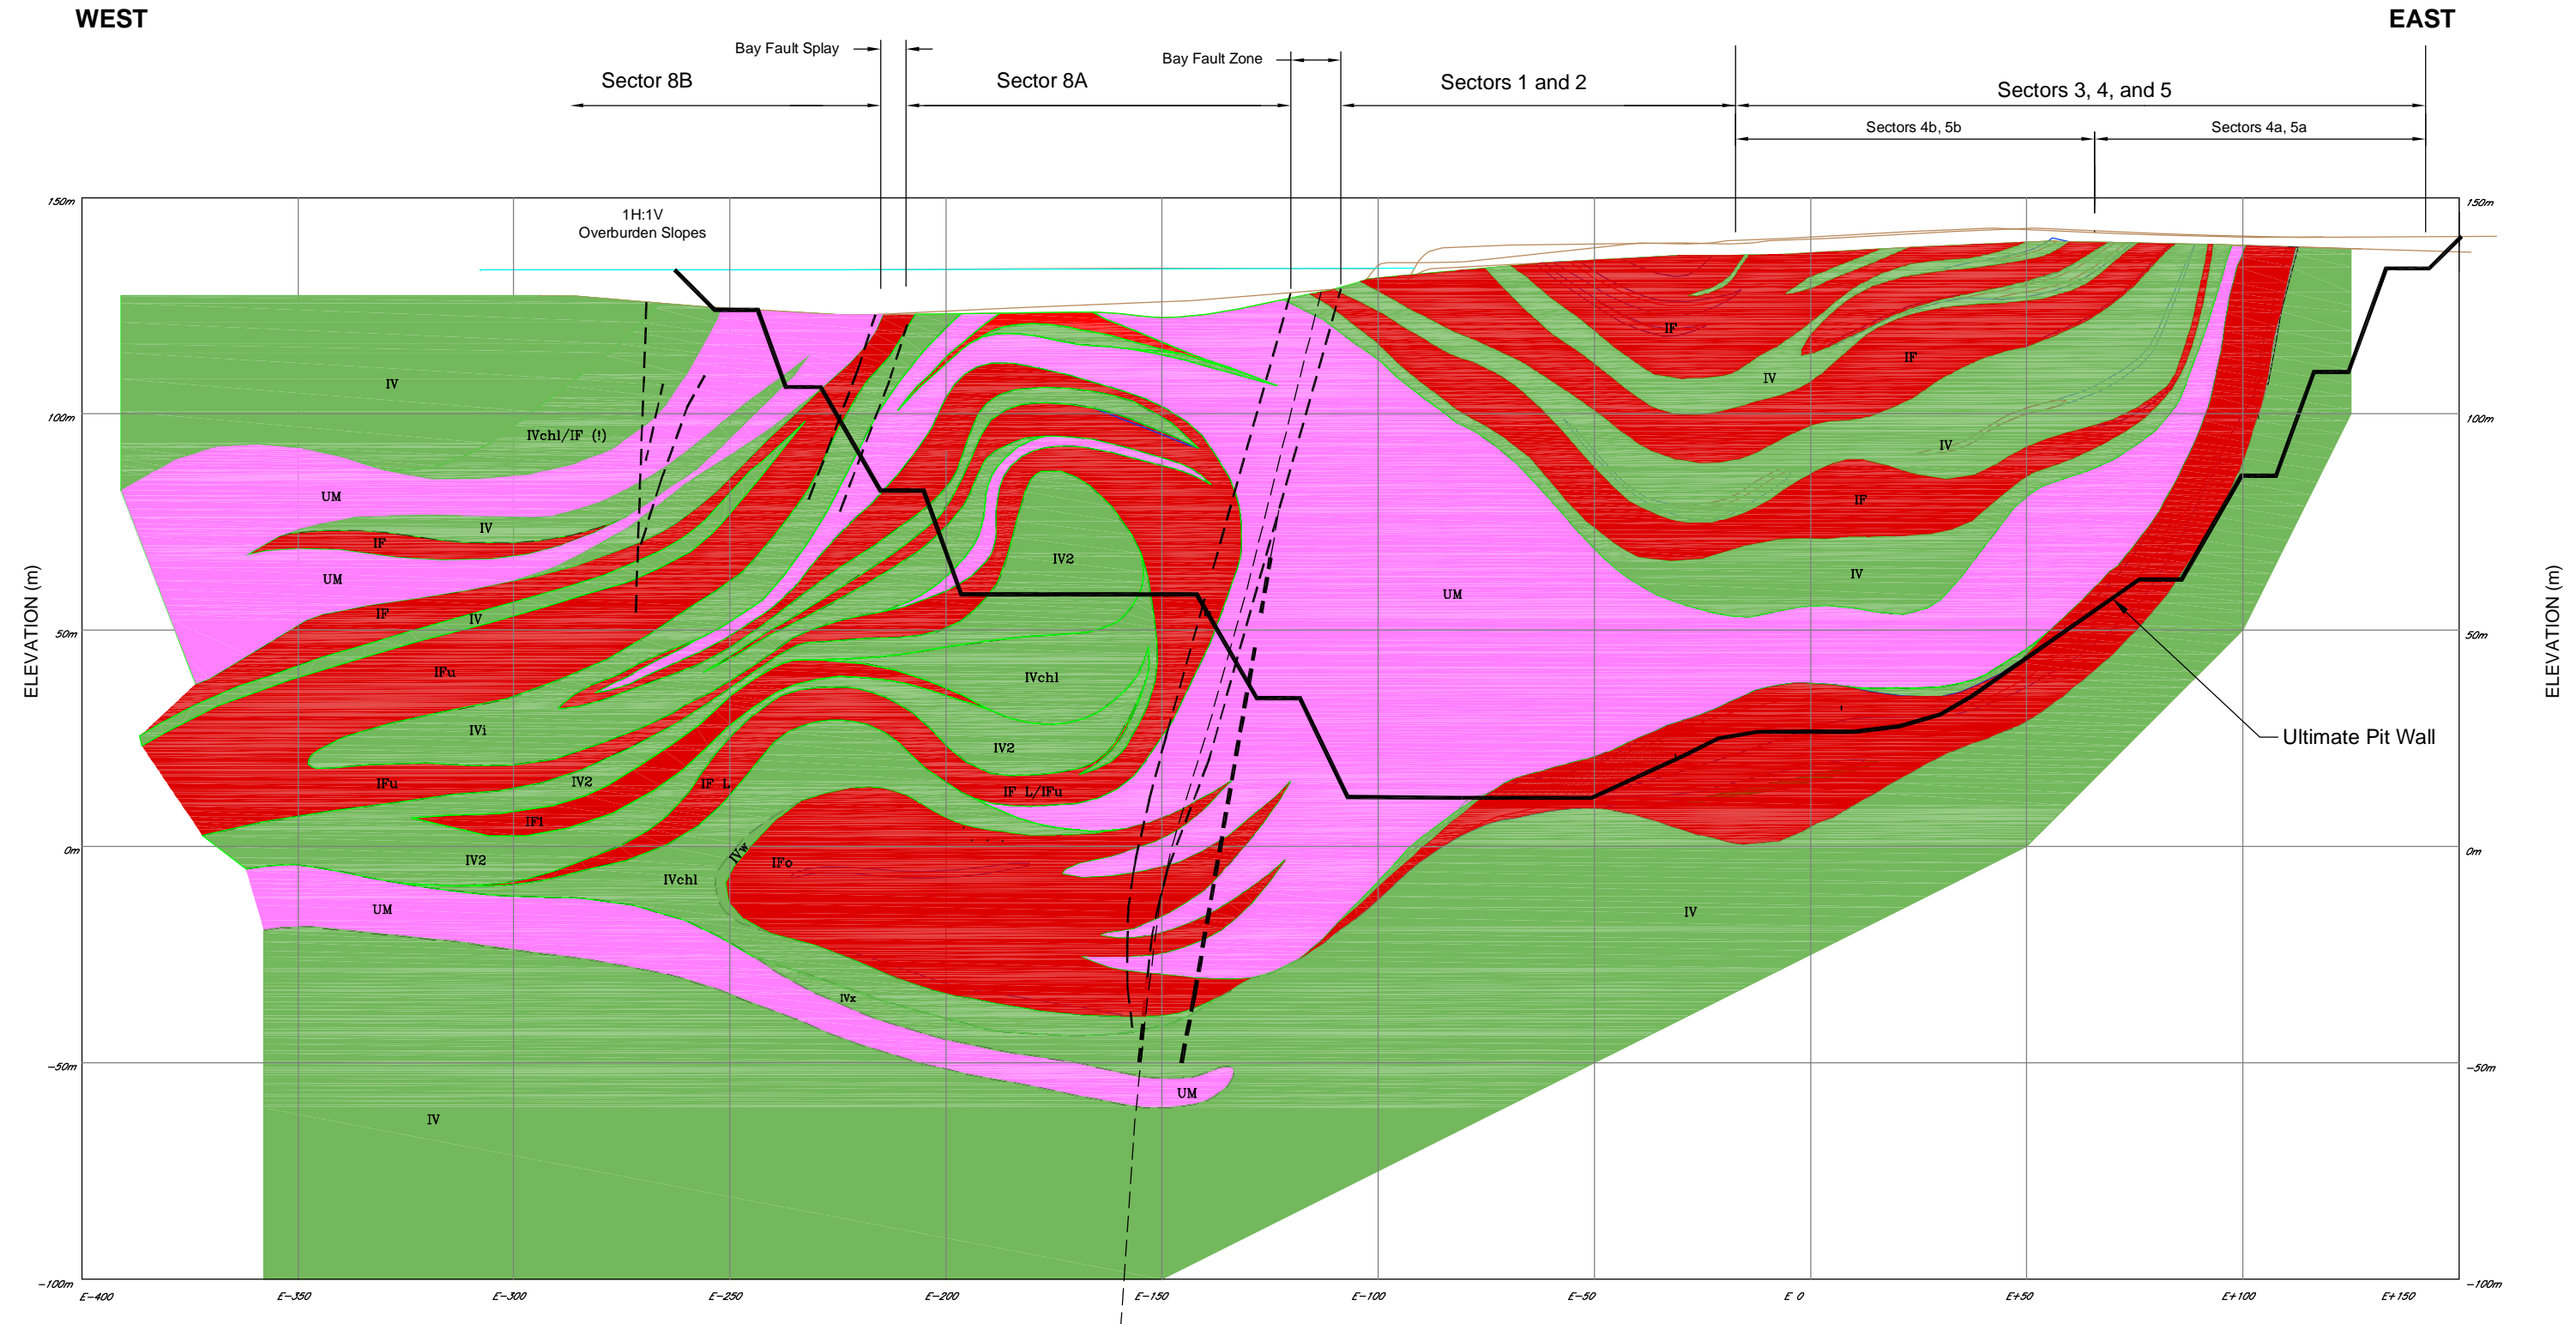 WEST
EAST
Bay Fault Splay
Bay Fault Zone
Sector 8B
Sector 8A
Sectors 1 and 2
Sectors 3, 4, and 5
Sectors 4b, 5b
Sectors 4a, 5a
150m
150m
1H:1V
Overburden Slopes
IF
IF
IV
IV
100m
100m
IVchl/IF (!)
IV
UM
IF
IV
IF
IV2
UM
UM
IV
ELEVATION (m)
ELEVATION (m)
IF
IV
50m
50m
IFu
IVchl
IVi
IV2
Ultimate Pit Wall
IFu
IV2
IF L
IF L/IFu
IF1
0m
0m
IVw
IV2
IFo
IVchl
UM
IV
IVx
-50m
-50m
UM
IV
-100m
-100m
E-400
E-350
E-300
E-250
E-200
E-150
E-100
E-50
E 0
E+50
E+100
E+150